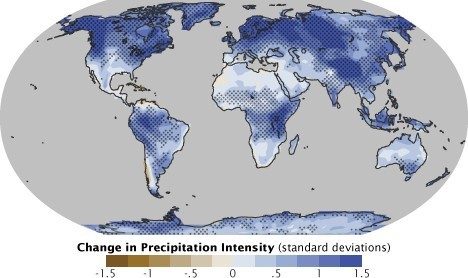 Change in Precipitation Intensity (standard deviations)
-1.5 -1 -.5 0 .5 1 1.5